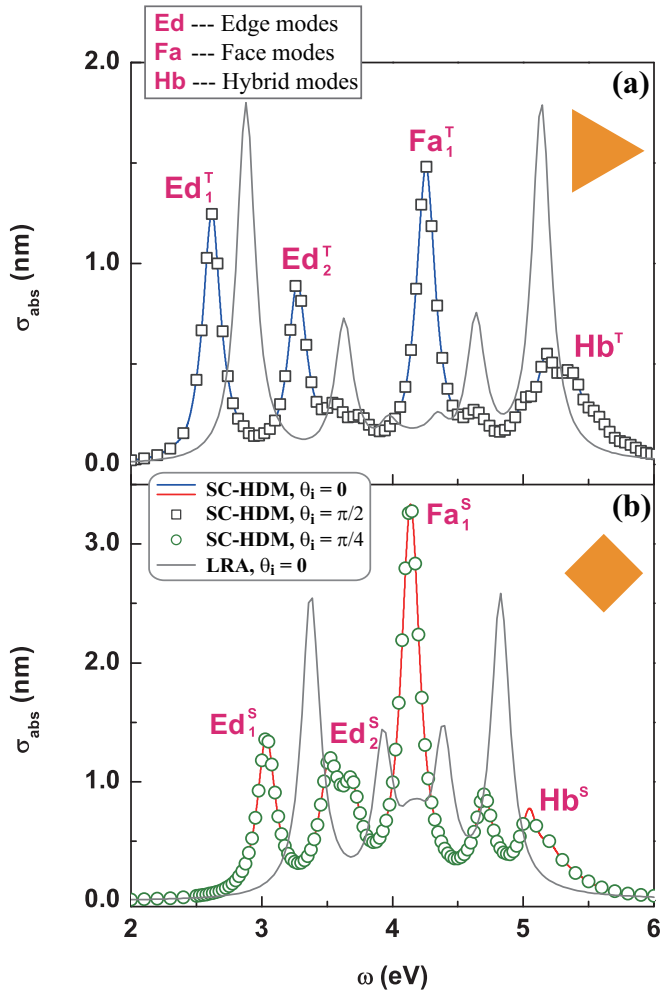 Ed --- Edge modes
Fa --- Face modes
Hb --- Hybrid modes
(a)
2.0
1.0
0.0
σabs (nm)
Ed₁ᵀ
Ed₂ᵀ
Fa₁ᵀ
Hbᵀ
SC-HDM, θi = 0
SC-HDM, θi = π/2
SC-HDM, θi = π/4
LRA, θi = 0
(b)
3.0
2.0
1.0
0.0
σabs (nm)
Ed₁ˢ
Ed₂ˢ
Fa₁ˢ
Hbˢ
2 3 4 5 6
ω (eV)